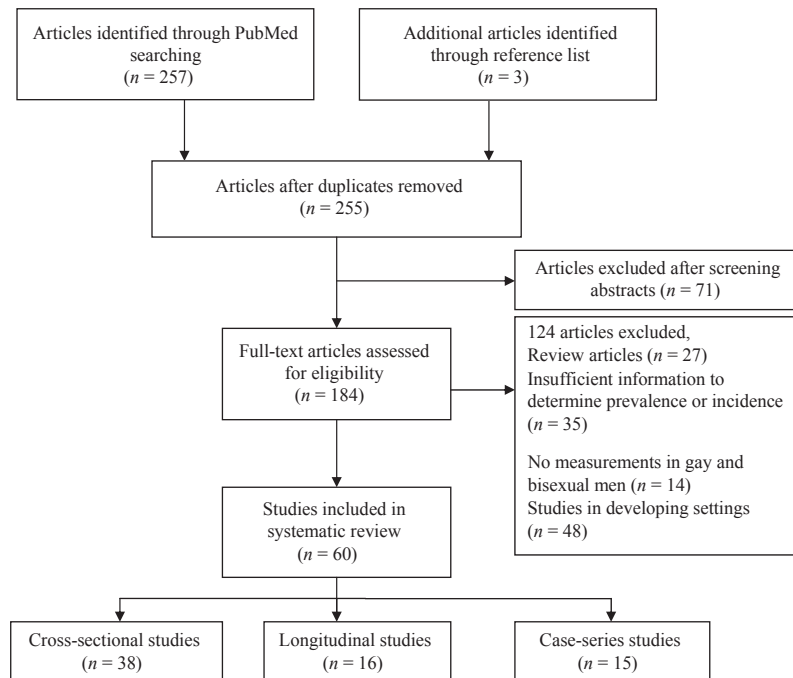 Articles identified through PubMed
searching
(n = 257)
Additional articles identified
through reference list
(n = 3)
Articles after duplicates removed
(n = 255)
Articles excluded after screening
abstracts (n = 71)
Full-text articles assessed
for eligibility
(n = 184)
124 articles excluded,
Review articles (n = 27)
Insufficient information to
determine prevalence or incidence
(n = 35)
No measurements in gay and
bisexual men (n = 14)
Studies in developing settings
(n = 48)
Studies included in
systematic review
(n = 60)
Cross-sectional studies
(n = 38)
Longitudinal studies
(n = 16)
Case-series studies
(n = 15)